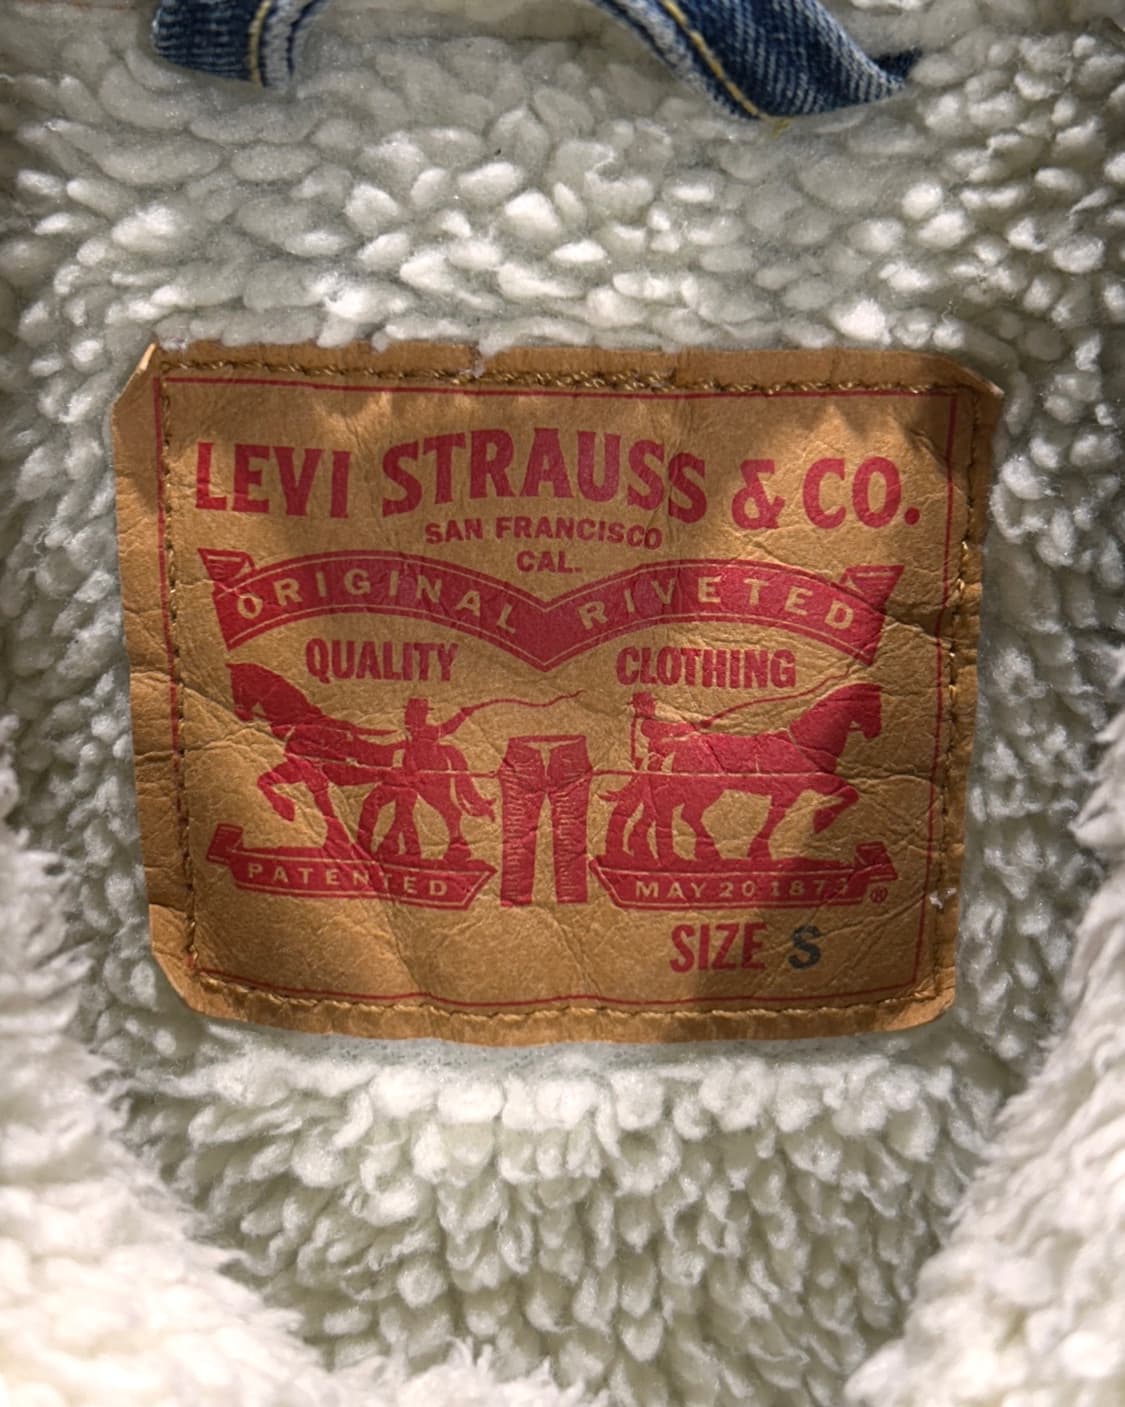 LEVI STRAUSS & CO.
SAN FRANCISCO
CAL.
ORIGINAL RIVETED
QUALITY CLOTHING
PATENTED MAY 20 1873 ®
SIZE S